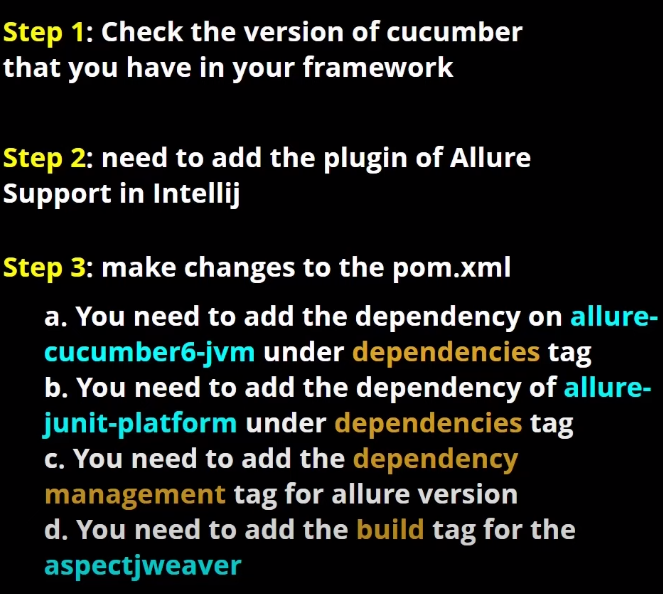 Step 1: Check the version of cucumber
that you have in your framework
Step 2: need to add the plugin of Allure
Support in Intellij
Step 3: make changes to the pom.xml
a. You need to add the dependency on allure-
cucumber6-jvm under dependencies tag
b. You need to add the dependency of allure-
junit-platform under dependencies tag
c. You need to add the dependency
management tag for allure version
d. You need to add the build tag for the
aspectjweaver